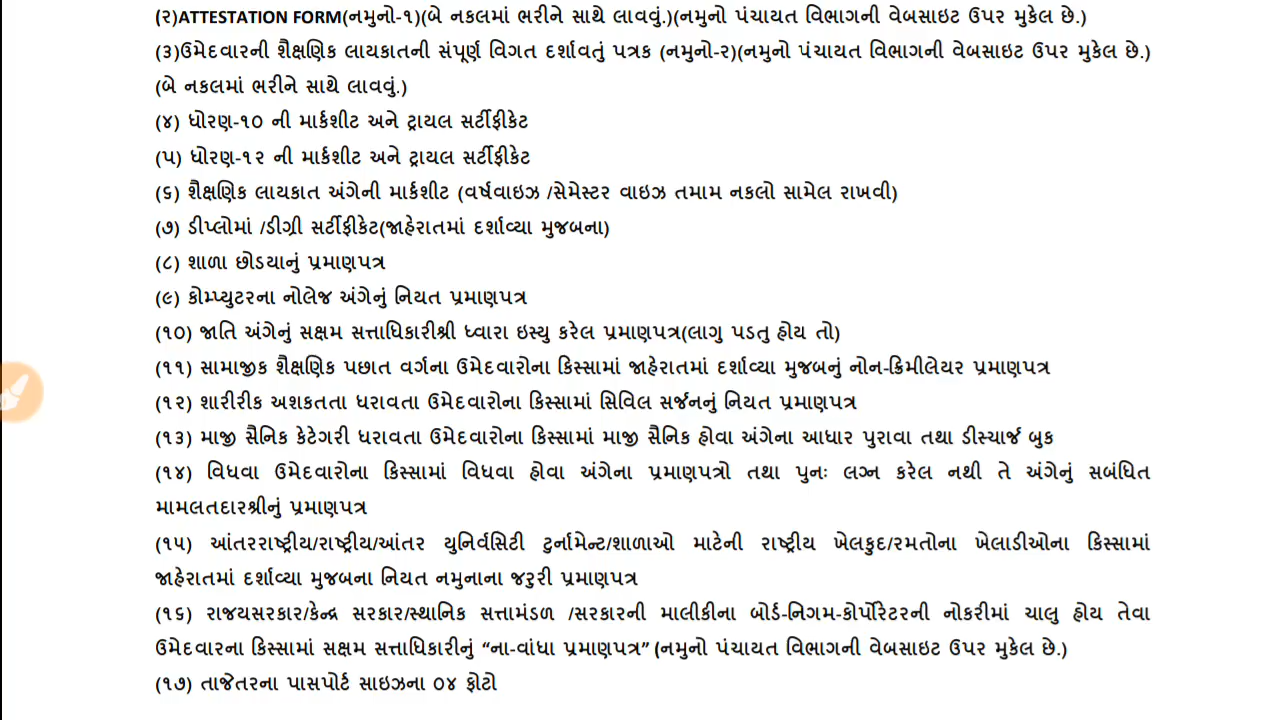 (૨)ATTESTATION FORM(નમુનો-૧)(બે નકલમાં ભરીને સાથે લાવવું.)(નમુનો પંચાયત વિભાગની વેબસાઇટ ઉપર મુકેલ છે.)
(૩)ઉમેદવારની શૈક્ષણિક લાયકાતની સંપૂર્ણ વિગત દર્શાવતું પત્રક (નમુનો-૨)(નમુનો પંચાયત વિભાગની વેબસાઇટ ઉપર મુકેલ છે.)
(બે નકલમાં ભરીને સાથે લાવવું.)
(૪) ધોરણ-૧૦ ની માર્કશીટ અને ટ્રાયલ સર્ટીફીકેટ
(૫) ધોરણ-૧૨ ની માર્કશીટ અને ટ્રાયલ સર્ટીફીકેટ
(૬) શૈક્ષણિક લાયકાત અંગેની માર્કશીટ (વર્ષવાઇઝ /સેમેસ્ટર વાઇઝ તમામ નકલો સામેલ રાખવી)
(૭) ડીપ્લોમાં /ડીગ્રી સર્ટીફીકેટ(જાહેરાતમાં દર્શાવ્યા મુજબના)
(૮) શાળા છોડયાનું પ્રમાણપત્ર
(૯) કોમ્પ્યુટરના નોલેજ અંગેનું નિયત પ્રમાણપત્ર
(૧૦) જાતિ અંગેનું સક્ષમ સત્તાધિકારીશ્રી ધ્વારા ઇસ્યુ કરેલ પ્રમાણપત્ર(લાગુ પડતુ હોય તો)
(૧૧) સામાજીક શૈક્ષણિક પછાત વર્ગના ઉમેદવારોના કિસ્સામાં જાહેરાતમાં દર્શાવ્યા મુજબનું નોન-ક્રિમીલેયર પ્રમાણપત્ર
(૧૨) શારીરીક અશકતતા ધરાવતા ઉમેદવારોના કિસ્સામાં સિવિલ સર્જનનું નિયત પ્રમાણપત્ર
(૧૩) માજી સૈનિક કેટેગરી ધરાવતા ઉમેદવારોના કિસ્સામાં માજી સૈનિક હોવા અંગેના આધાર પુરાવા તથા ડીસ્ચાર્જ બુક
(૧૪) વિધવા ઉમેદવારોના કિસ્સામાં વિધવા હોવા અંગેના પ્રમાણપત્રો તથા પુનઃ લગ્ન કરેલ નથી તે અંગેનું સબંધિત
મામલતદારશ્રીનું પ્રમાણપત્ર
(૧૫) આંતરરાષ્ટ્રીય/રાષ્ટ્રીય/આંતર યુનિર્વસિટી ટુર્નામેન્ટ/શાળાઓ માટેની રાષ્ટ્રીય ખેલકુદ/રમતોના ખેલાડીઓના કિસ્સામાં
જાહેરાતમાં દર્શાવ્યા મુજબના નિયત નમુનાના જરૂરી પ્રમાણપત્ર
(૧૬) રાજયસરકાર/કેન્દ્ર સરકાર/સ્થાનિક સત્તામંડળ /સરકારની માલીકીના બોર્ડ-નિગમ-કોર્પોરેટરની નોકરીમાં ચાલુ હોય તેવા
ઉમેદવારના કિસ્સામાં સક્ષમ સત્તાધિકારીનું “ના-વાંધા પ્રમાણપત્ર” (નમુનો પંચાયત વિભાગની વેબસાઇટ ઉપર મુકેલ છે.)
(૧૭) તાજેતરના પાસપોર્ટ સાઇઝના ૦૪ ફોટો